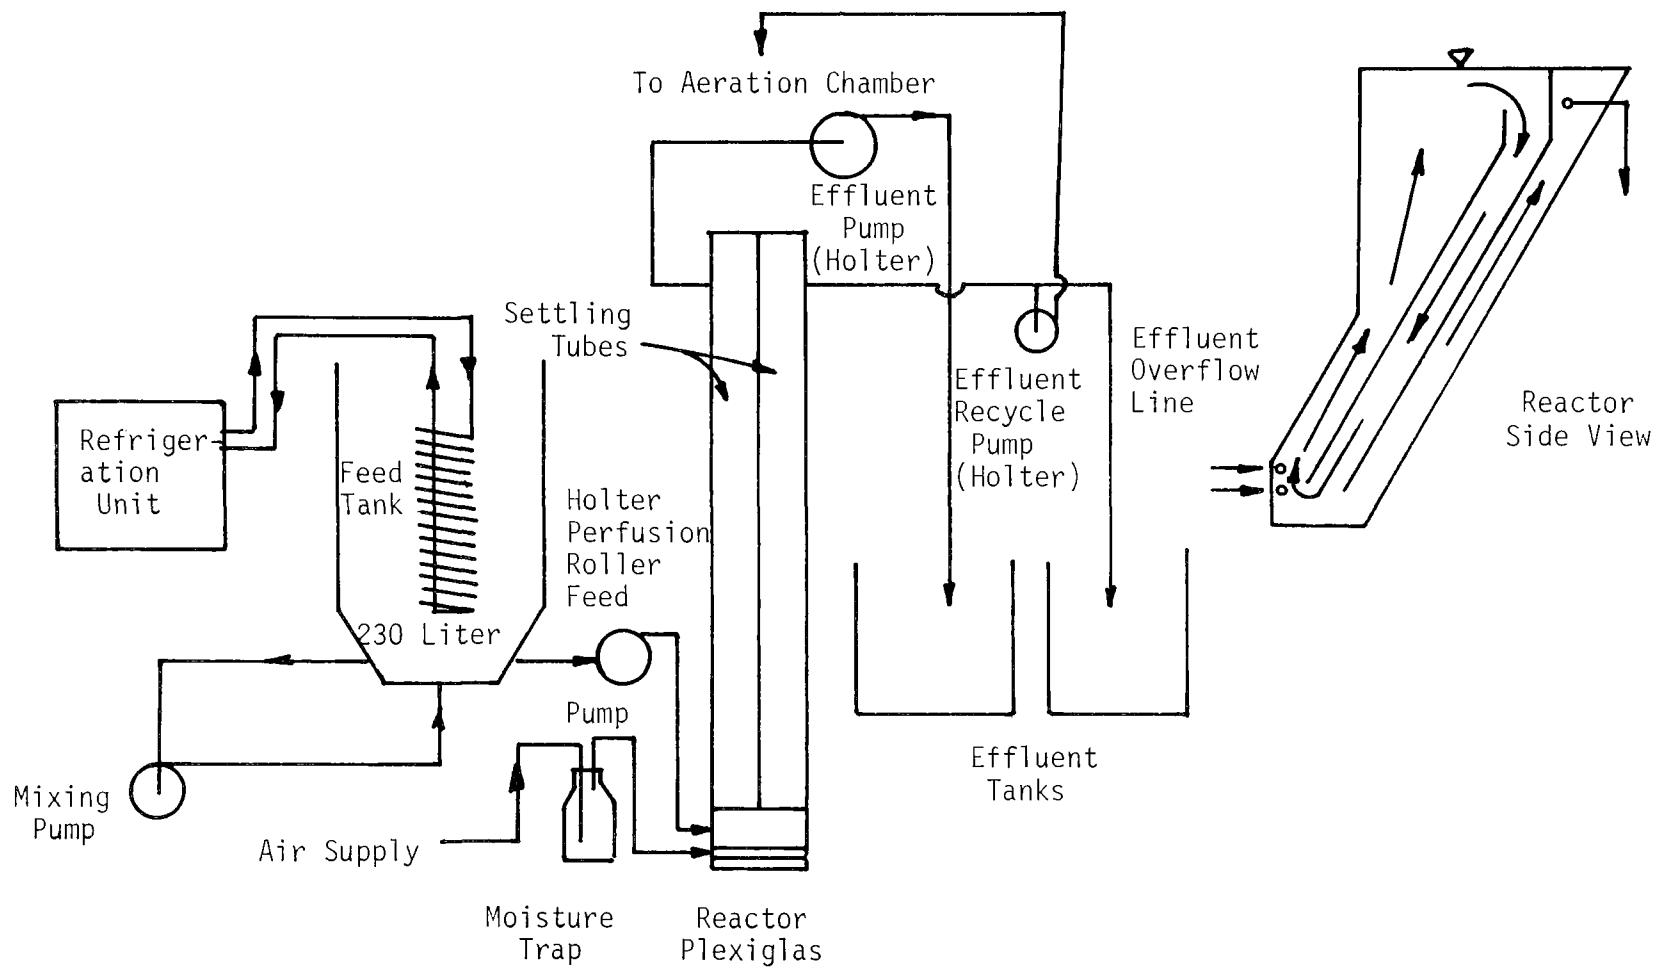 To Aeration Chamber
Effluent
Pump
(Holter)
Settling
Tubes
Effluent
Overflow
Line
Effluent
Recycle
Pump
(Holter)
Reactor
Side View
Refriger-
ation
Unit
Feed
Tank
Holter
Perfusion
Roller
Feed
230 Liter
Pump
Mixing
Pump
Air Supply
Effluent
Tanks
Moisture
Trap
Reactor
Plexiglas